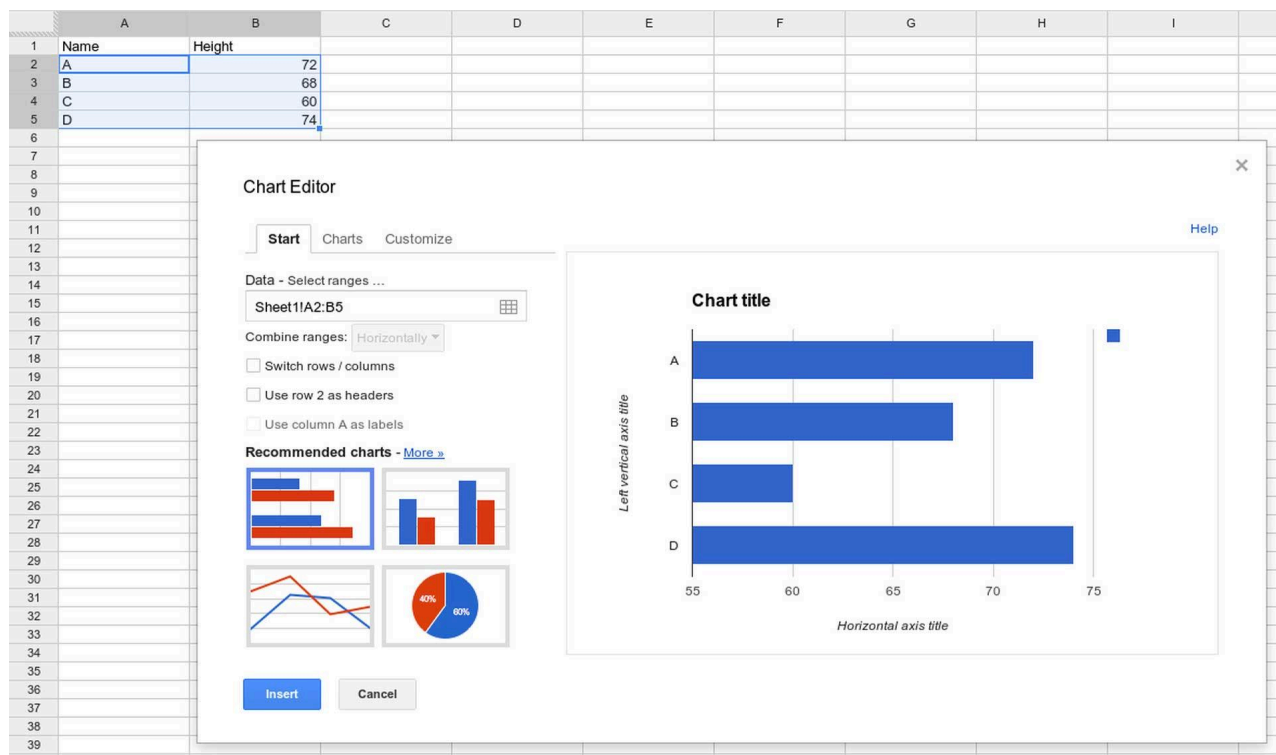 A B C D E F G H I
1 Name Height
2 A 72
3 B 68
4 C 60
5 D 74
6
7
8
9
10
11
12
13
14
15
16
17
18
19
20
21
22
23
24
25
26
27
28
29
30
31
32
33
34
35
36
37
38
39
Chart Editor
×
Help
Start Charts Customize
Data - Select ranges ...
Sheet1!A2:B5
Combine ranges: Horizontally
Switch rows / columns
Use row 2 as headers
Use column A as labels
Recommended charts - More »
40%
60%
Insert Cancel
Chart title
Left vertical axis title
A
B
C
D
55 60 65 70 75
Horizontal axis title